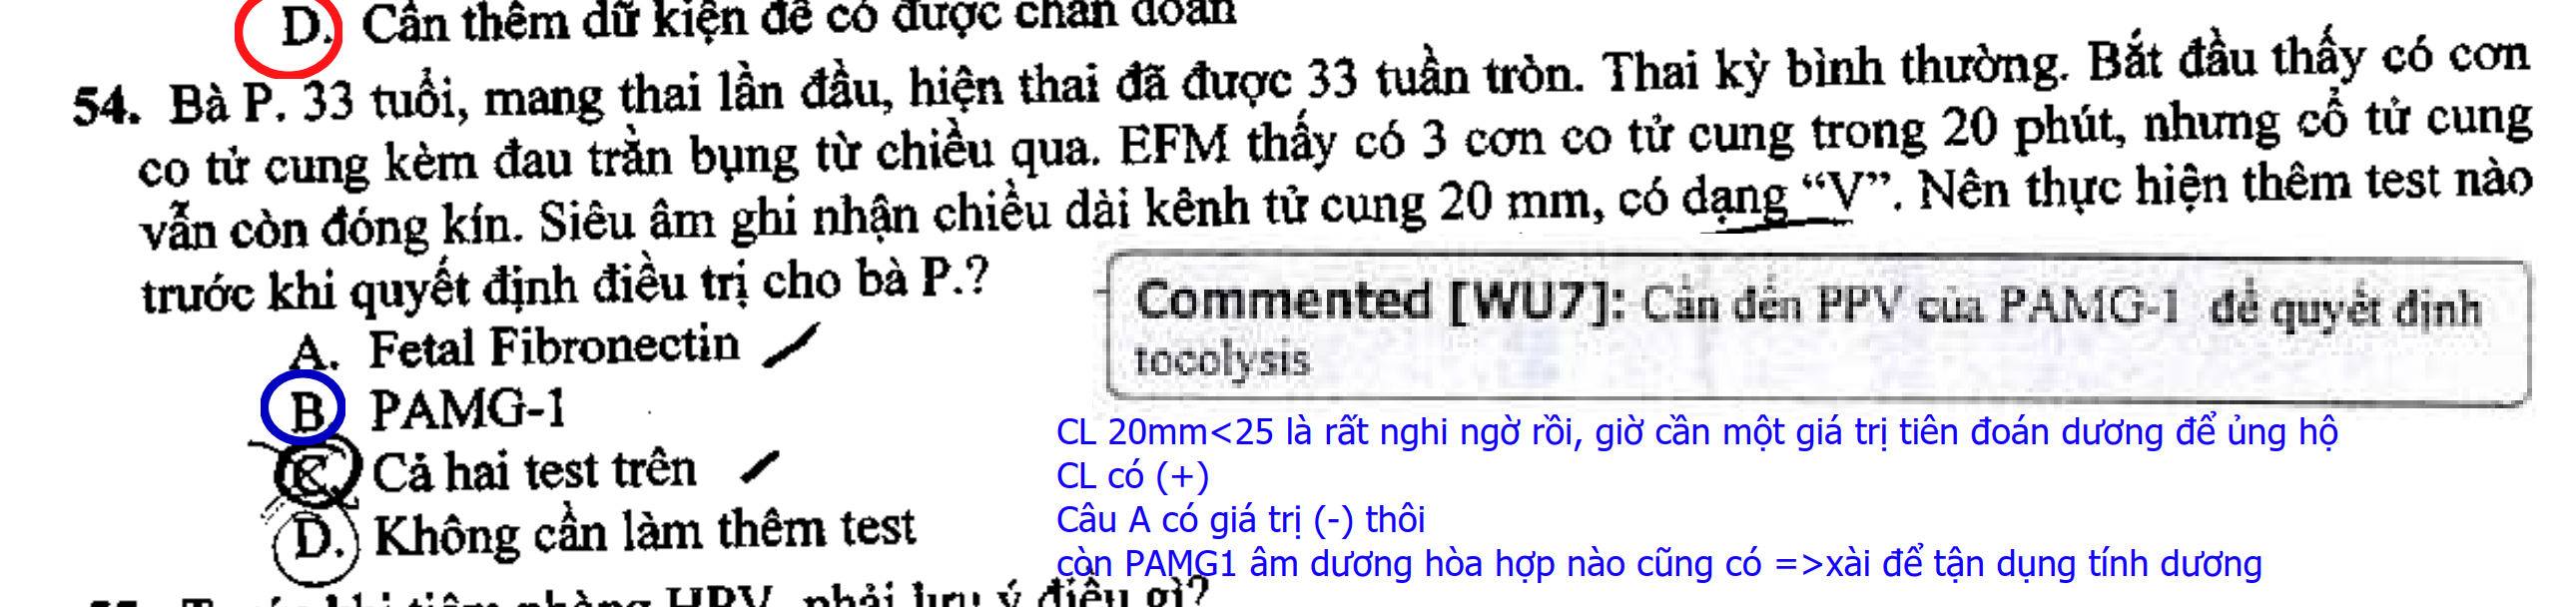 D. Cần thêm dữ kiện để có được chẩn đoán
54. Bà P. 33 tuổi, mang thai lần đầu, hiện thai đã được 33 tuần tròn. Thai kỳ bình thường. Bắt đầu thấy có cơn
co tử cung kèm đau trằn bụng từ chiều qua. EFM thấy có 3 cơn co tử cung trong 20 phút, nhưng cổ tử cung
vẫn còn đóng kín. Siêu âm ghi nhận chiều dài kênh tử cung 20 mm, có dạng “V”. Nên thực hiện thêm test nào
trước khi quyết định điều trị cho bà P.?
Commented [WU7]: Cần đến PPV của PAMG-1 để quyết định
tocolysis
A. Fetal Fibronectin
B. PAMG-1
C. Cả hai test trên
D. Không cần làm thêm test
CL 20mm<25 là rất nghi ngờ rồi, giờ cần một giá trị tiên đoán dương để ủng hộ
CL có (+)
Câu A có giá trị (-) thôi
còn PAMG1 âm dương hòa hợp nào cũng có =>xài để tận dụng tính dương
HPV, phải lưu ý điều gì?